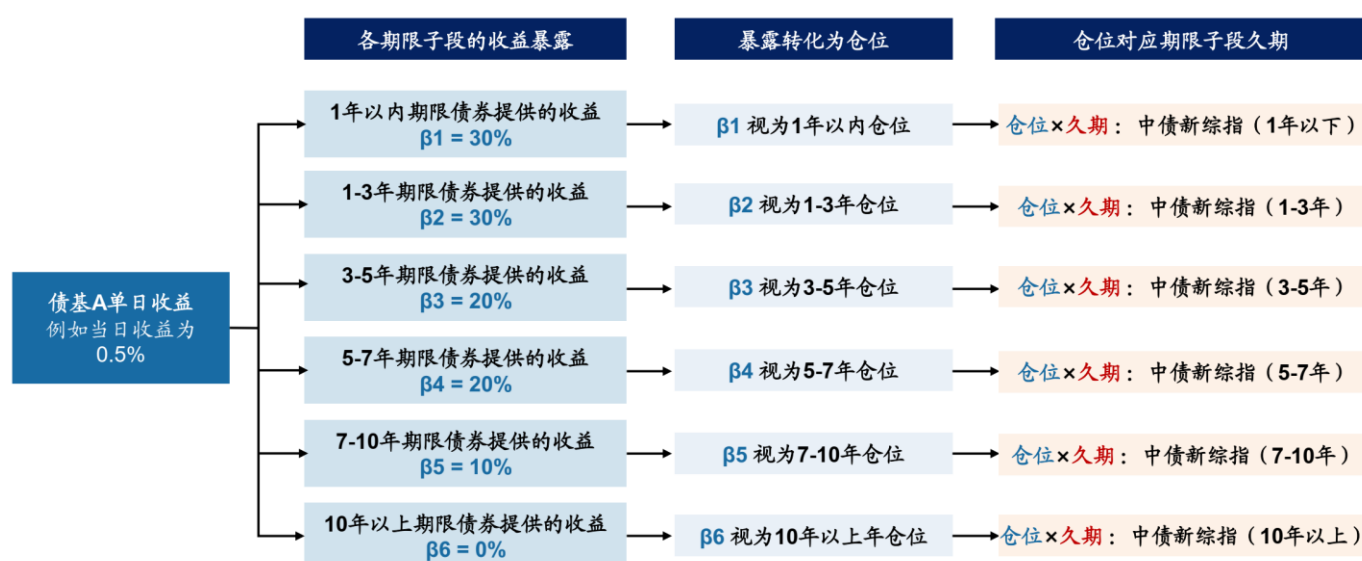 各期限子段的收益暴露
暴露转化为仓位
仓位对应期限子段久期
债基A单日收益
例如当日收益为
0.5%
1年以内期限债券提供的收益
β1 = 30%
β1 视为1年以内仓位
仓位×久期：中债新综指（1年以下）
1-3年期限债券提供的收益
β2 = 30%
β2 视为1-3年仓位
仓位×久期：中债新综指（1-3年）
3-5年期限债券提供的收益
β3 = 20%
β3 视为3-5年仓位
仓位×久期：中债新综指（3-5年）
5-7年期限债券提供的收益
β4 = 20%
β4 视为5-7年仓位
仓位×久期：中债新综指（5-7年）
7-10年期限债券提供的收益
β5 = 10%
β5 视为7-10年仓位
仓位×久期：中债新综指（7-10年）
10年以上期限债券提供的收益
β6 = 0%
β6 视为10年以上年仓位
仓位×久期：中债新综指（10年以上）